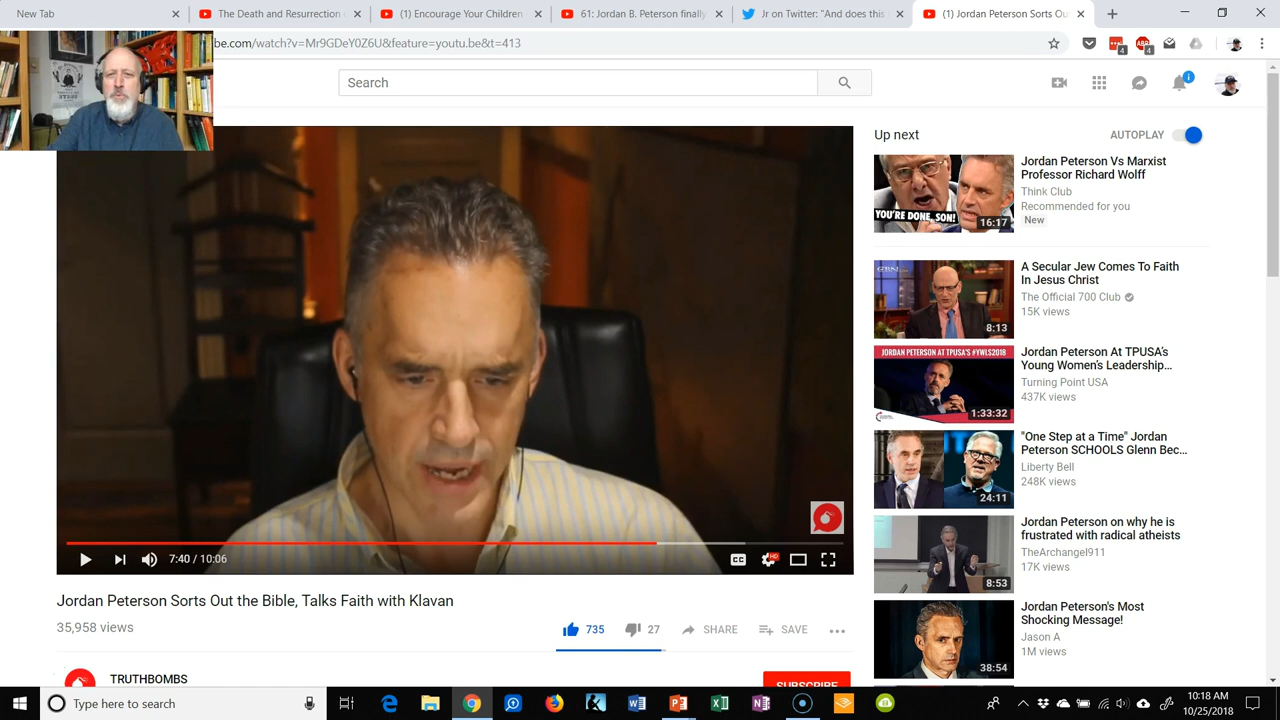 New Tab
The Death and Resurrection o
(1) Encourage Your Children
61: Jordan B Peterson finally
Jr on Twitter: "And does this
(1) Jordan Peterson Sorts Ou
be.com/watch?v=Mr9GDeY0Z6U&feature=youtu.be&t=413
4
ABP
4
Search
i
Up next
AUTOPLAY
YOU'RE DONE, SON!
16:17
Jordan Peterson Vs Marxist
Professor Richard Wolff
Think Club
Recommended for you
New
CBN
8:13
A Secular Jew Comes To Faith
In Jesus Christ
The Official 700 Club
15K views
JORDAN PETERSON AT TPUSA'S #YWLS2018
1:33:32
Jordan Peterson At TPUSA's
Young Women's Leadership...
Turning Point USA
437K views
24:11
"One Step at a Time" Jordan
Peterson SCHOOLS Glenn Bec...
Liberty Bell
248K views
8:53
Jordan Peterson on why he is
frustrated with radical atheists
TheArchangel911
17K views
38:54
Jordan Peterson's Most
Shocking Message!
Jason A
1M views
7:40 / 10:06
CC
HD
Jordan Peterson Sorts Out the Bible, Talks Faith with Klavan
35,958 views
735
27
SHARE
SAVE
TRUTHBOMBS
SUBSCRIBE
Type here to search
10:18 AM
10/25/2018